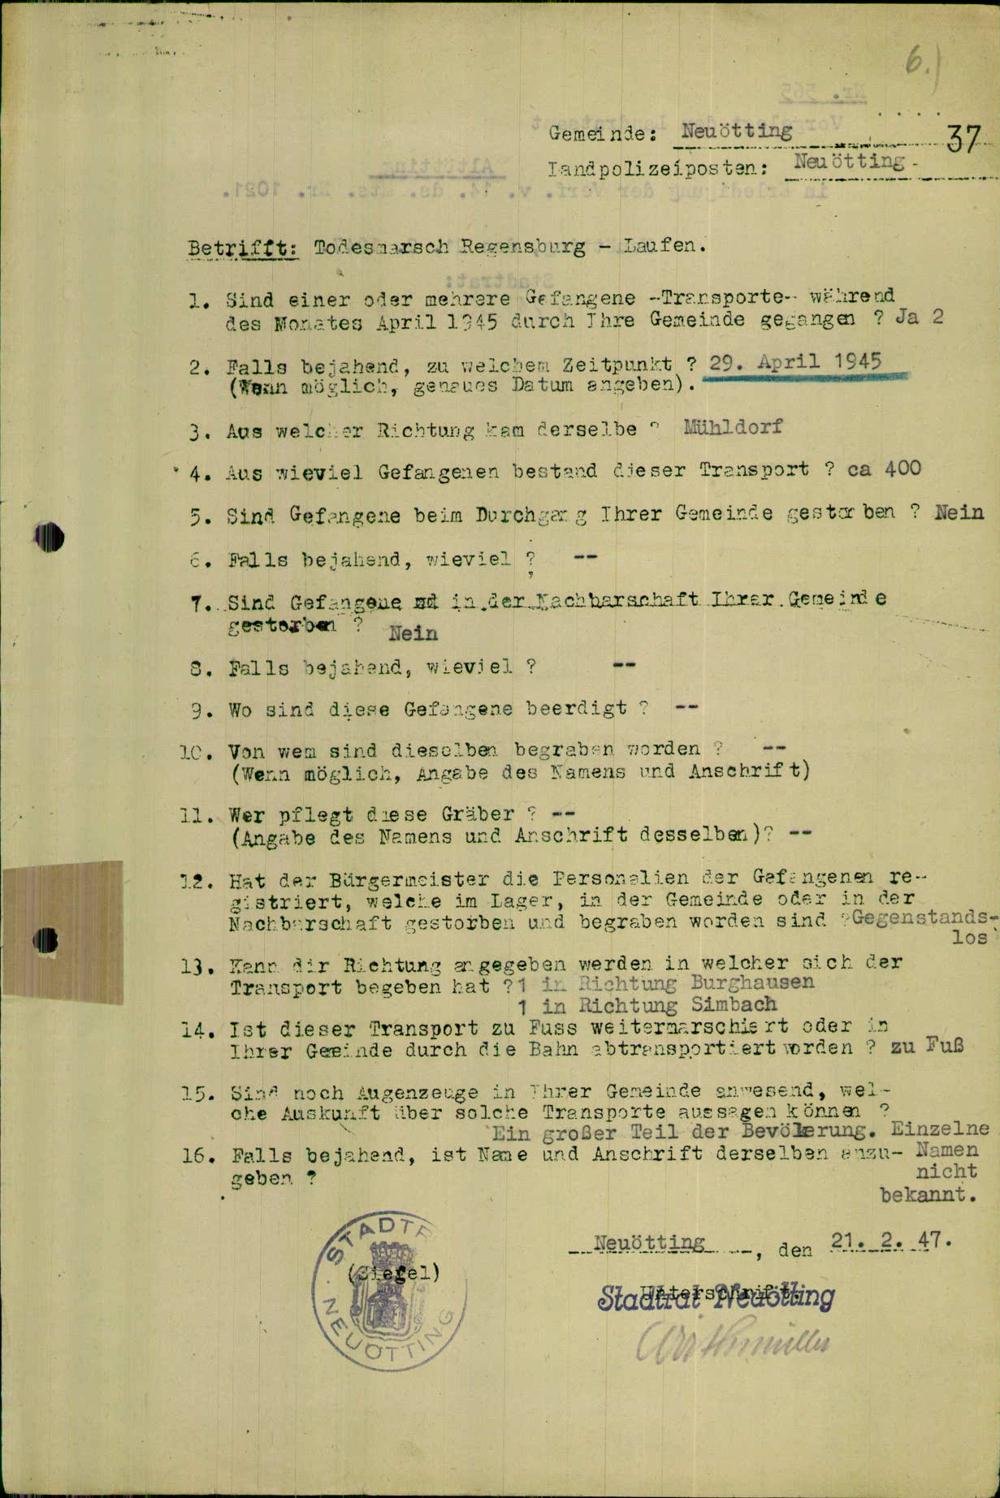 6.)
Gemeinde: Neuötting
37
Landpolizeiposten: Neuötting.
Betrifft: Todesmarsch Regensburg - Laufen.
1. Sind einer oder mehrere Gefangene -Transporte- während
des Monates April 1945 durch Ihre Gemeinde gegangen ? Ja 2
2. Falls bejahend, zu welchem Zeitpunkt ? 29. April 1945
(Wenn möglich, genaues Datum angeben).
3. Aus welcher Richtung kam derselbe ? Mühldorf
4. Aus wieviel Gefangenen bestand dieser Transport ? ca 400
5. Sind Gefangene beim Durchgang Ihrer Gemeinde gestorben ? Nein
6. Falls bejahend, wieviel ? --
7. Sind Gefangene in der Nachbarschaft Ihrer Gemeinde
gestorben ? Nein
8. Falls bejahend, wieviel ? --
9. Wo sind diese Gefangene beerdigt ? --
10. Von wem sind dieselben begraben worden ? --
(Wenn möglich, Angabe des Namens und Anschrift)
11. Wer pflegt diese Gräber ? --
(Angabe des Namens und Anschrift desselben)? --
12. Hat der Bürgermeister die Personalien der Gefangenen re-
gistriert, welche im Lager, in der Gemeinde oder in der
Nachbarschaft gestorben und begraben worden sind ?Gegenstands-
los
13. Kann dir Richtung angegeben werden in welcher sich der
Transport begeben hat ?1 in Richtung Burghausen
1 in Richtung Simbach
14. Ist dieser Transport zu Fuss weitermarschiert oder in
Ihrer Gemeinde durch die Bahn abtransportiert worden ? zu Fuß
15. Sind noch Augenzeuge in Ihrer Gemeinde anwesend, wel-
che Auskunft über solche Transporte aussagen können ?
Ein großer Teil der Bevölkerung. Einzelne
16. Falls bejahend, ist Name und Anschrift derselben anzu- Namen
geben ? nicht
bekannt.
Neuötting, den 21. 2. 47.
STADTR
(Siegel)
NEUÖTTING
Unterschrift
Stadtrat Neuötting